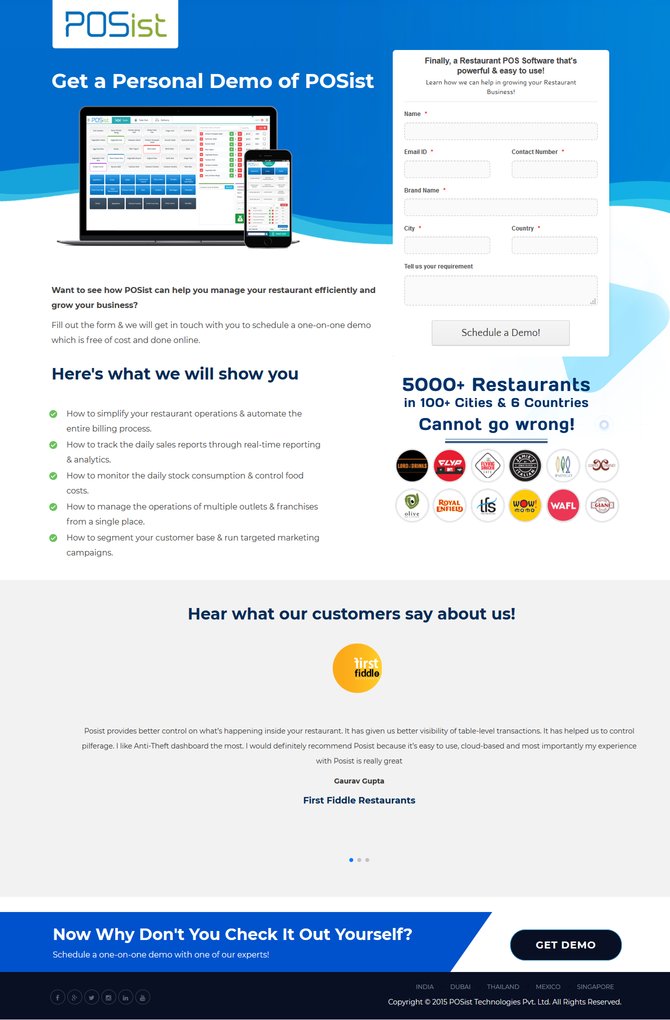 POSist
Get a Personal Demo of POSist
Finally, a Restaurant POS Software that's
powerful & easy to use!
Learn how we can help in growing your Restaurant
Business!
Name *
Email ID * Contact Number *
Brand Name *
City * Country *
Tell us your requirement
Schedule a Demo!
Want to see how POSist can help you manage your restaurant efficiently and
grow your business?
Fill out the form & we will get in touch with you to schedule a one-on-one demo
which is free of cost and done online.
Here's what we will show you
How to simplify your restaurant operations & automate the
entire billing process.
How to track the daily sales reports through real-time reporting
& analytics.
How to monitor the daily stock consumption & control food
costs.
How to manage the operations of multiple outlets & franchises
from a single place.
How to segment your customer base & run targeted marketing
campaigns.
5000+ Restaurants
in 100+ Cities & 6 Countries
Cannot go wrong!
LORD OF DRINKS
FLYP
olive
ROYAL
ENFIELD
tfs
WOW!
momo
WAFL
GIANI
Hear what our customers say about us!
first
fiddle
Posist provides better control on what's happening inside your restaurant. It has given us better visibility of table-level transactions. It has helped us to control
pilferage. I like Anti-Theft dashboard the most. I would definitely recommend Posist because it's easy to use, cloud-based and most importantly my experience
with Posist is really great
Gaurav Gupta
First Fiddle Restaurants
Now Why Don't You Check It Out Yourself?
Schedule a one-on-one demo with one of our experts!
GET DEMO
INDIA DUBAI THAILAND MEXICO SINGAPORE
Copyright © 2015 POSist Technologies Pvt. Ltd. All Rights Reserved.